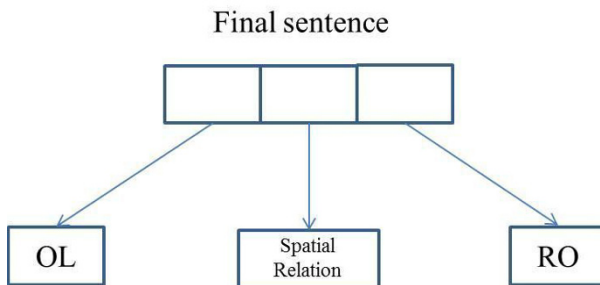 Final sentence
OL
Spatial
Relation
RO